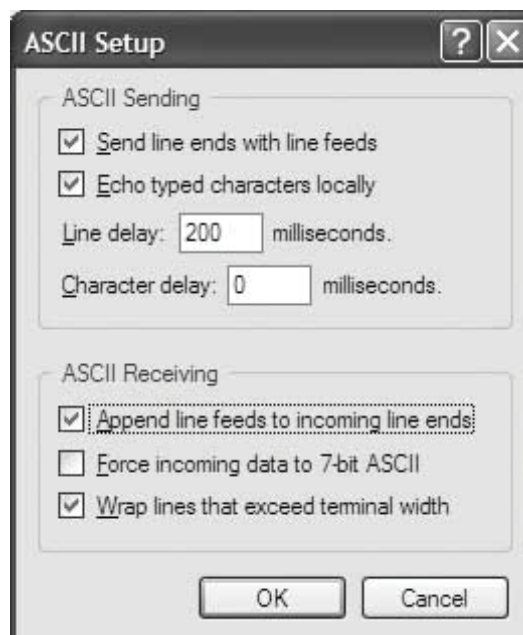 ASCII Setup
ASCII Sending
Send line ends with line feeds
Echo typed characters locally
Line delay: 200 milliseconds.
Character delay: 0 milliseconds.
ASCII Receiving
Append line feeds to incoming line ends
Force incoming data to 7-bit ASCII
Wrap lines that exceed terminal width
OK Cancel